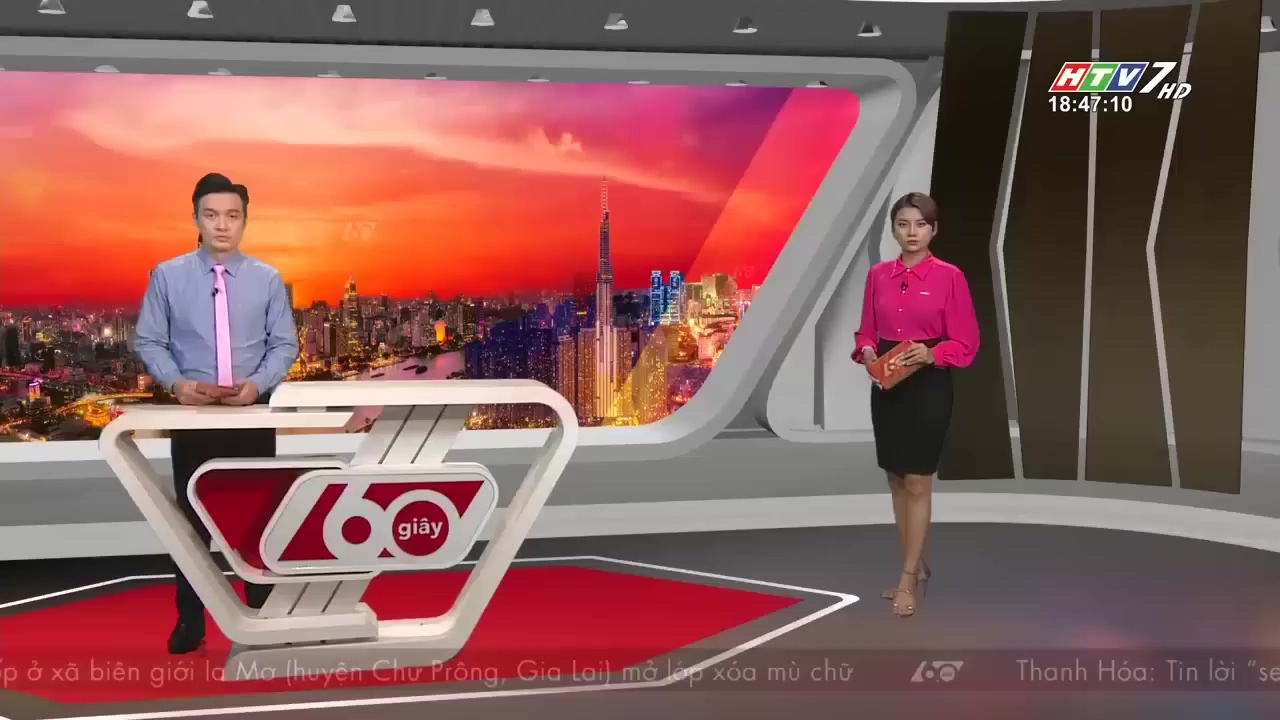 HTV7 HD
18:47:10
60 giây
ở xã biên giới Ia Mơ (huyện Chư Prông, Gia Lai) mở lớp xóa mù chữ
60
Thanh Hóa: Tin lời “se